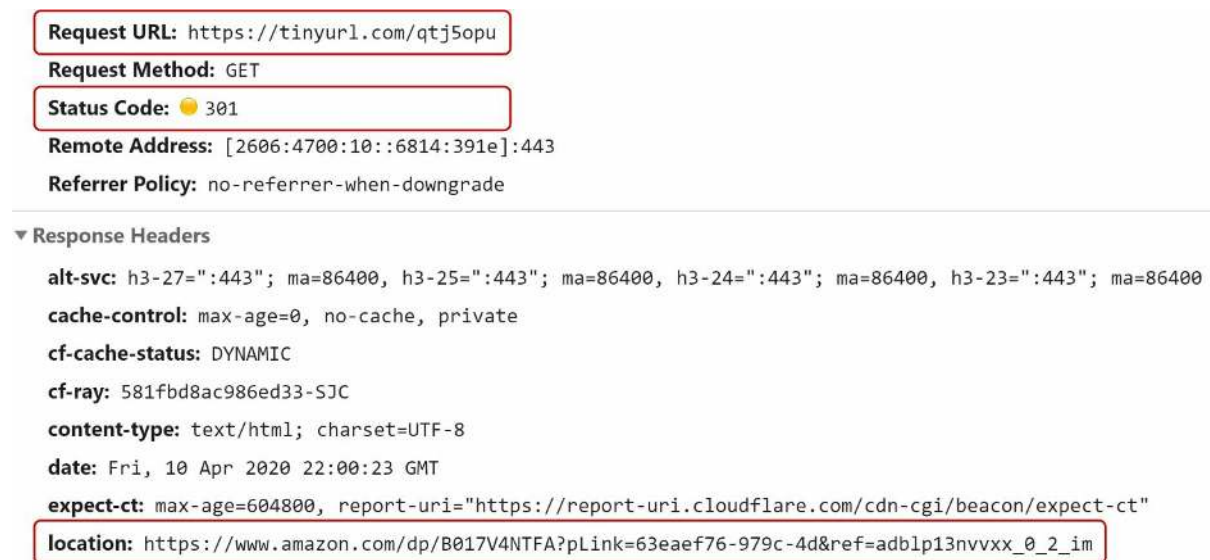 Request URL: https://tinyurl.com/qtj5opu
Request Method: GET
Status Code: 301
Remote Address: [2606:4700:10::6814:391e]:443
Referrer Policy: no-referrer-when-downgrade
Response Headers
alt-svc: h3-27=":443"; ma=86400, h3-25=":443"; ma=86400, h3-24=":443"; ma=86400, h3-23=":443"; ma=86400
cache-control: max-age=0, no-cache, private
cf-cache-status: DYNAMIC
cf-ray: 581fbd8ac986ed33-SJC
content-type: text/html; charset=UTF-8
date: Fri, 10 Apr 2020 22:00:23 GMT
expect-ct: max-age=604800, report-uri="https://report-uri.cloudflare.com/cdn-cgi/beacon/expect-ct"
location: https://www.amazon.com/dp/B017V4NTFA?pLink=63eaef76-979c-4d&ref=adblp13nvvxx_0_2_im